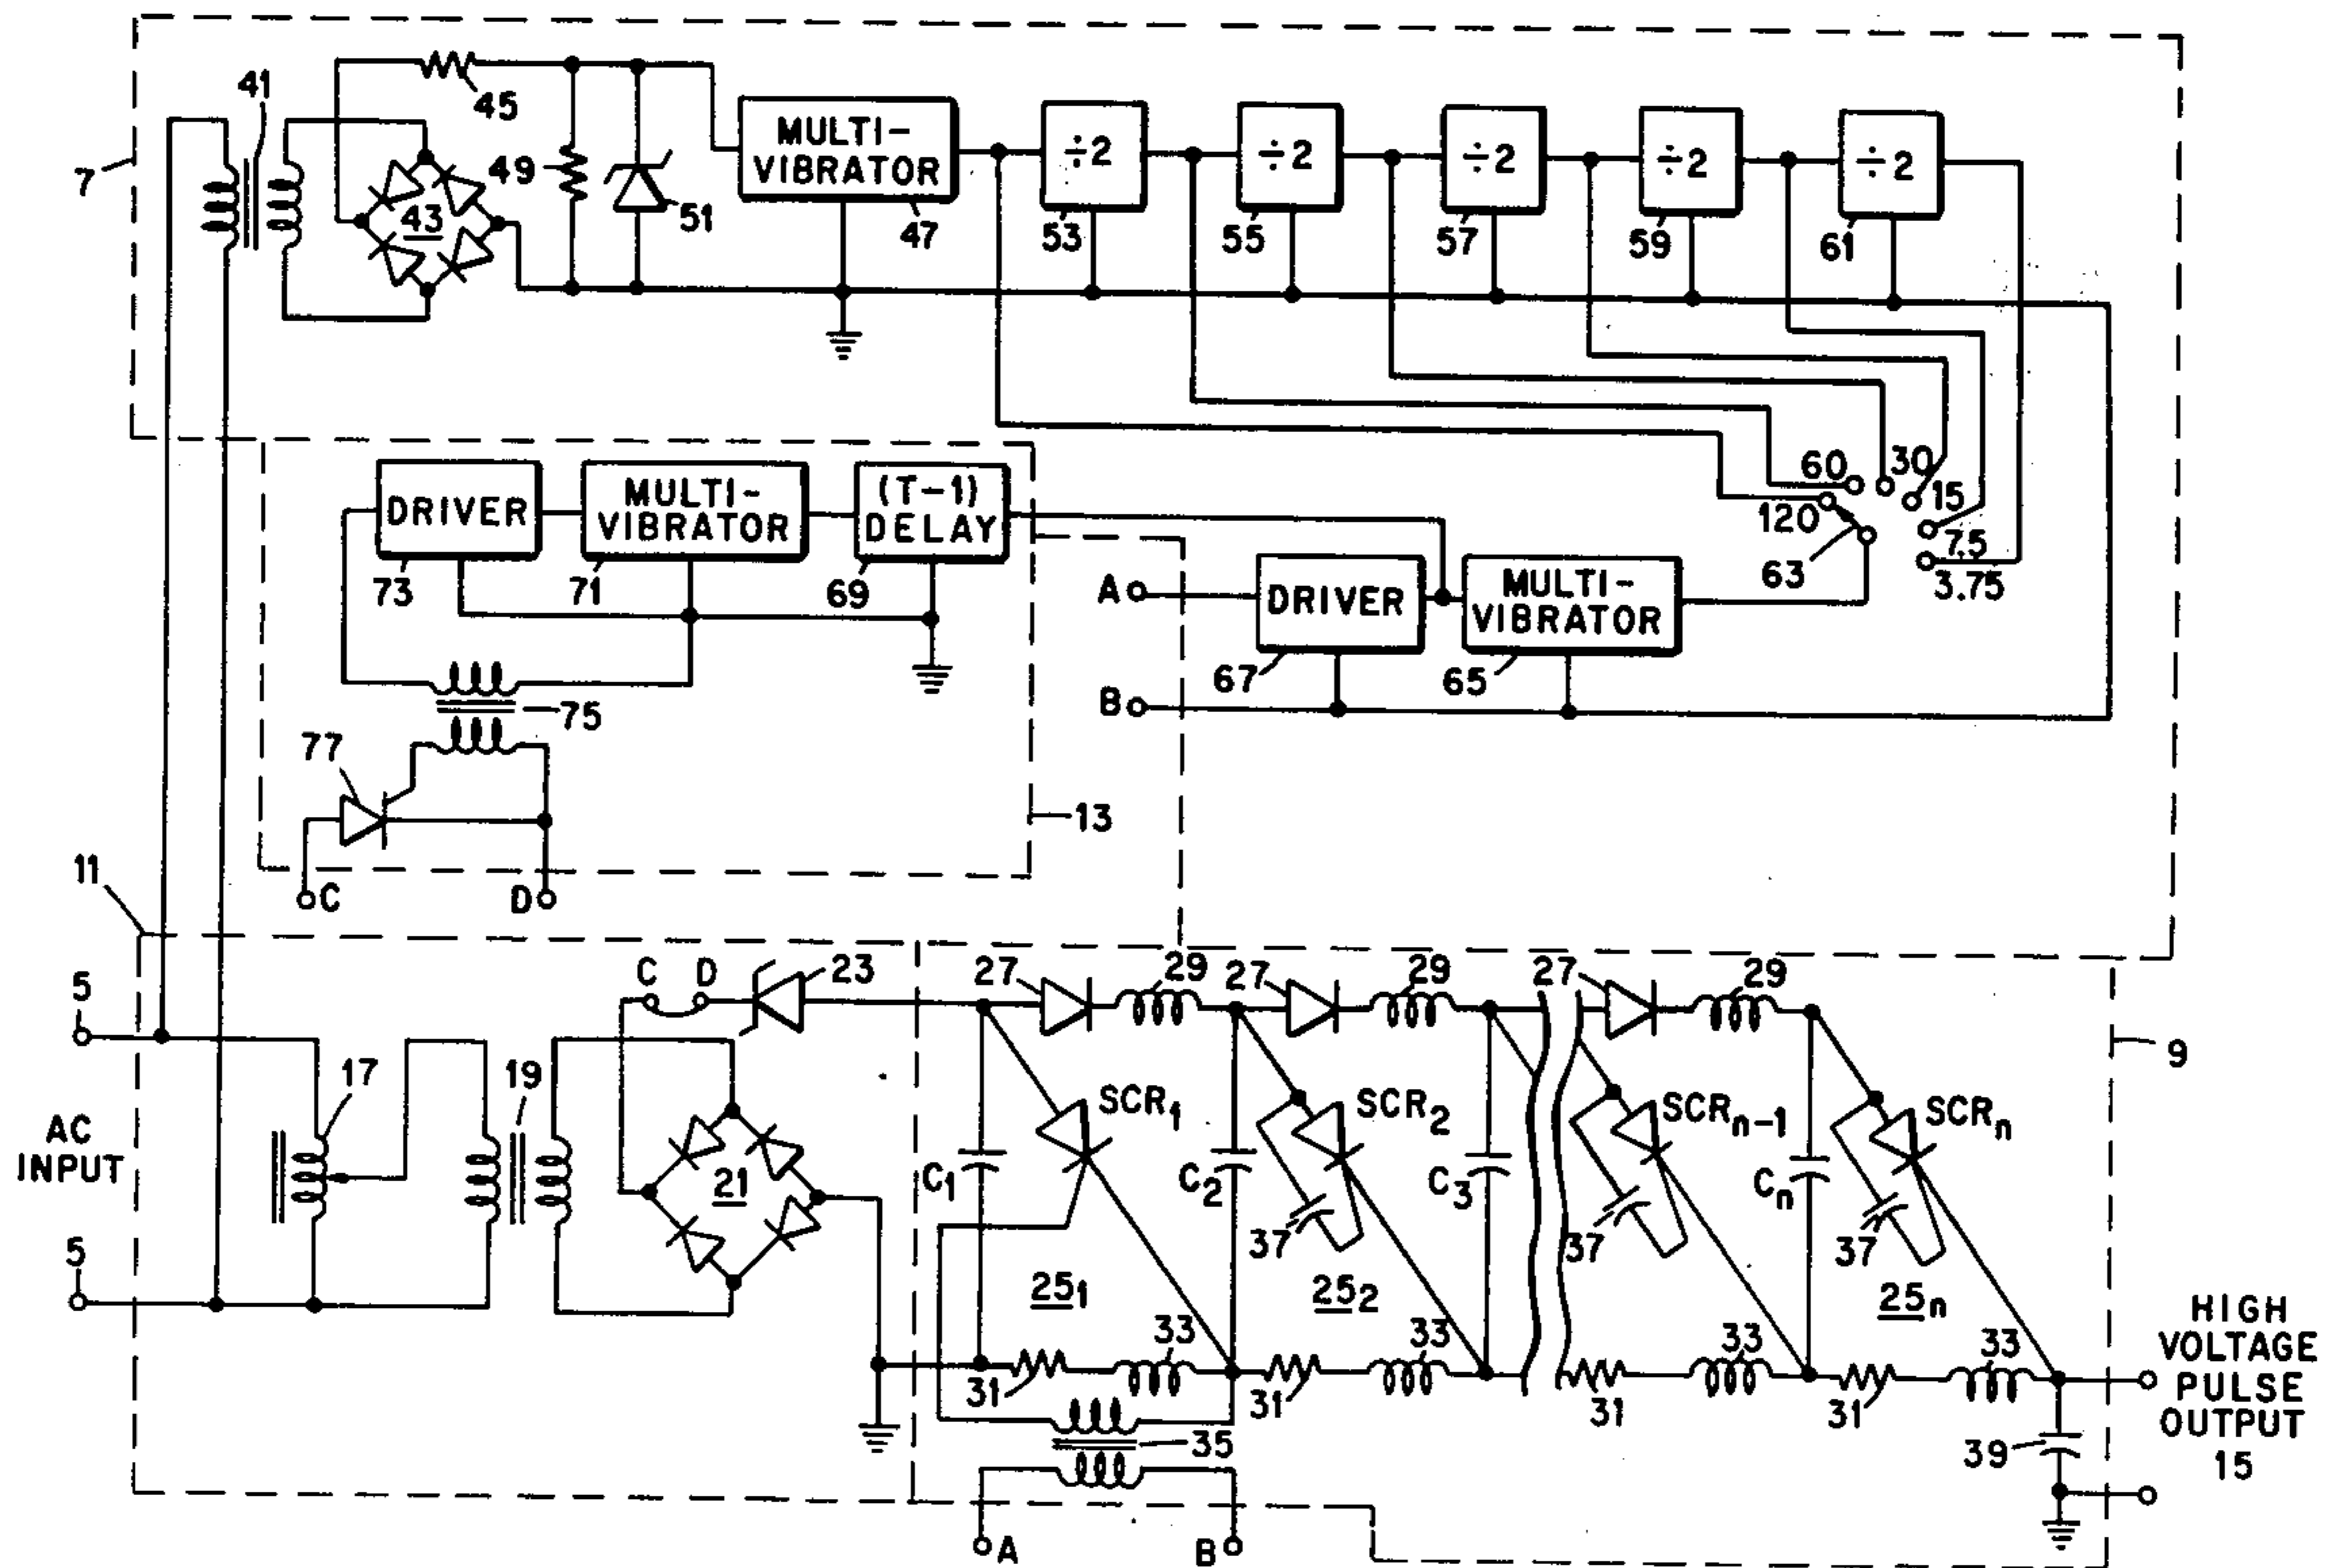 41
45
7
43
49
51
MULTI-
VIBRATOR
47
÷2
53
÷2
55
÷2
57
÷2
59
÷2
61
DRIVER
73
MULTI-
VIBRATOR
71
(T-1)
DELAY
69
60
30
15
120
7.5
3.75
63
A
DRIVER
67
MULTI-
VIBRATOR
65
B
75
77
13
C
D
11
5
C
D
23
27
29
27
29
27
29
9
17
19
AC
INPUT
21
C1
SCR1
C2
SCR2
C3
SCRn-1
Cn
SCRn
37
37
37
5
251
252
25n
33
33
33
33
31
31
31
31
35
39
HIGH
VOLTAGE
PULSE
OUTPUT
15
A
B